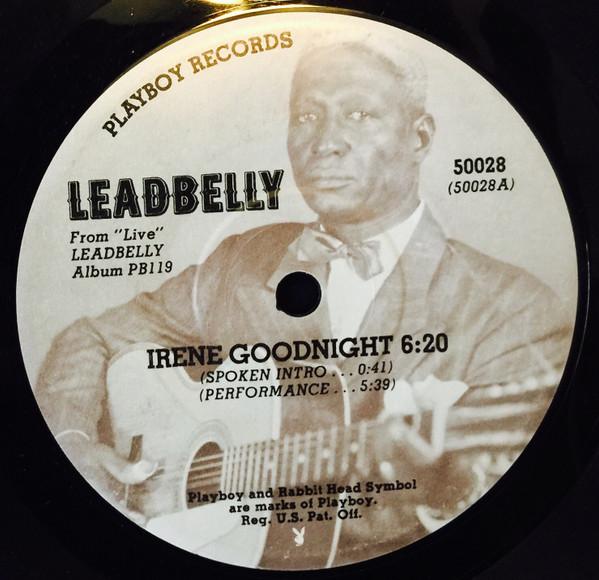 PLAYBOY RECORDS
LEADBELLY
From "Live"
LEADBELLY
Album PB119
50028
(50028A)
IRENE GOODNIGHT 6:20
(SPOKEN INTRO . . . 0:41)
(PERFORMANCE . . . 5:39)
Playboy and Rabbit Head Symbol
are marks of Playboy.
Reg. U.S. Pat. Off.